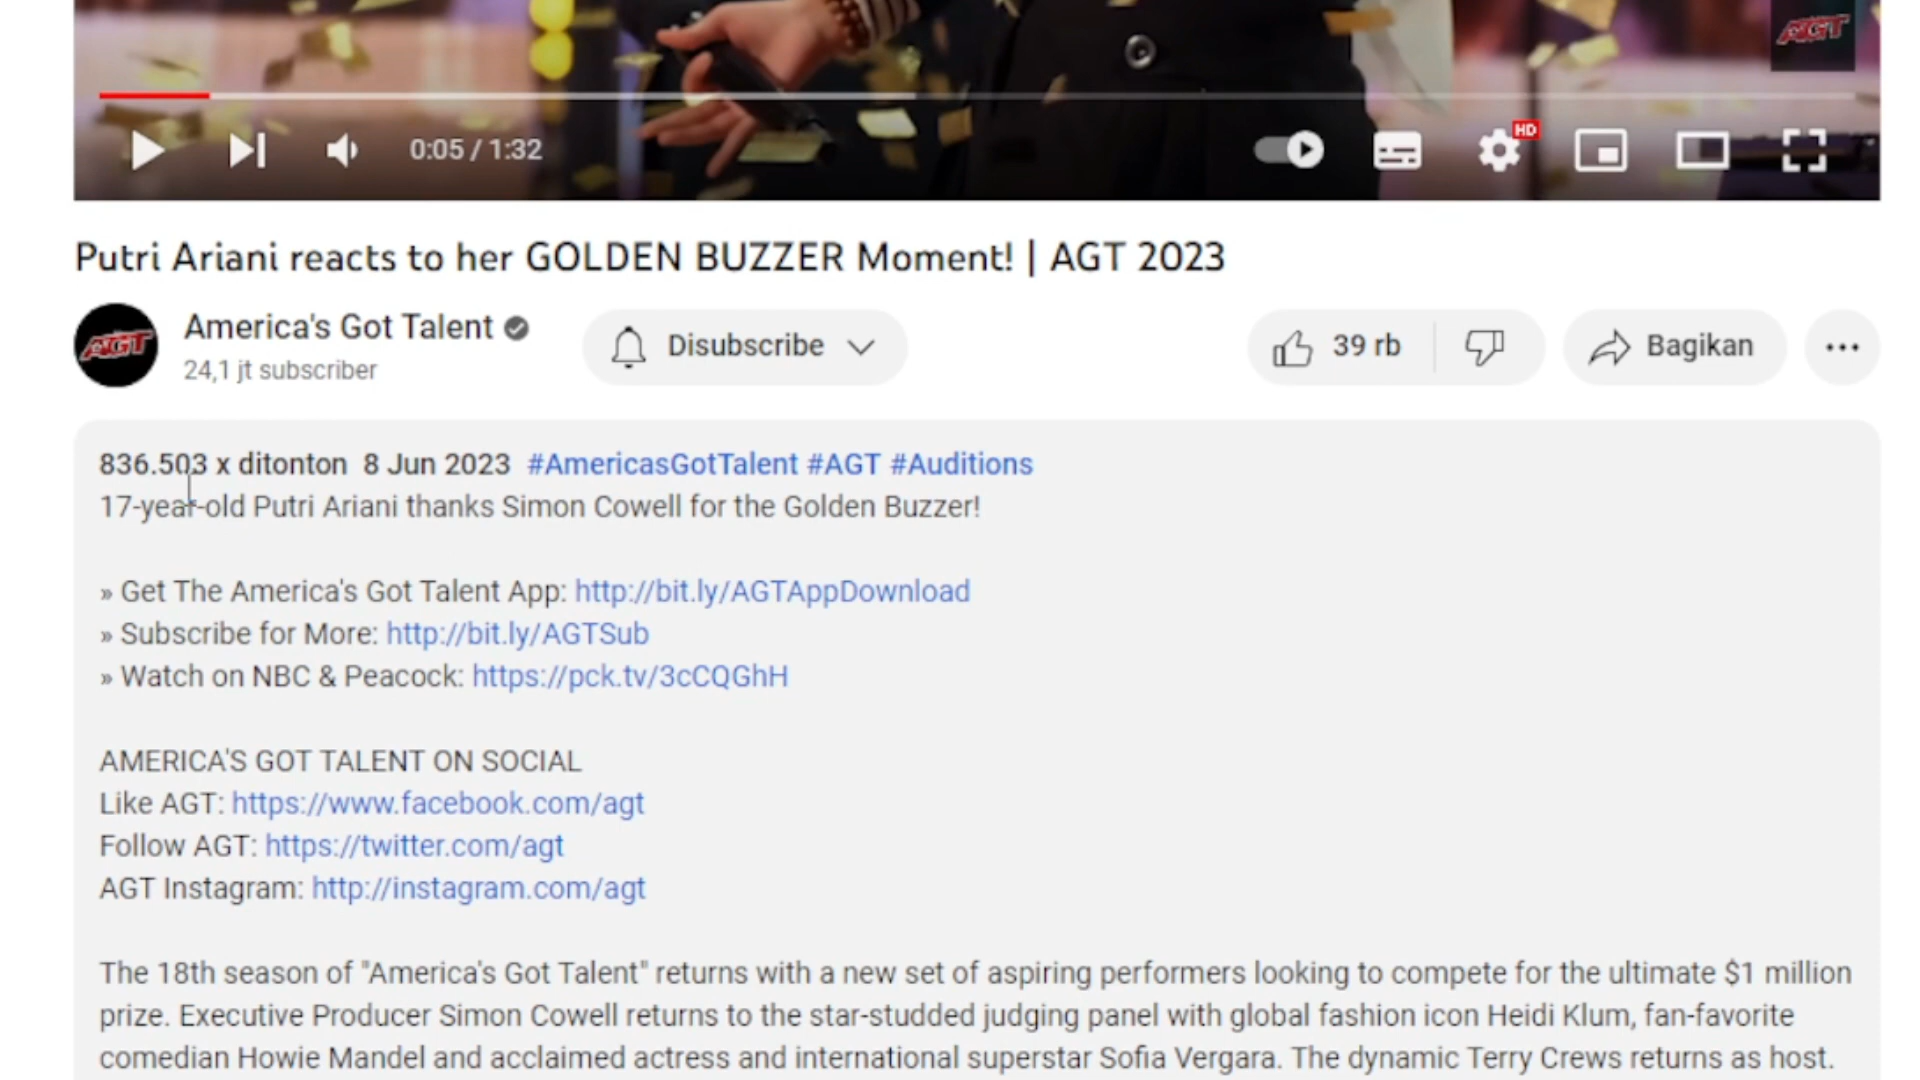 AGT
HD
0:05 / 1:32
Putri Ariani reacts to her GOLDEN BUZZER Moment! | AGT 2023
AGT
America's Got Talent
24,1 jt subscriber
Disubscribe
39 rb
Bagikan
836.503 x ditonton 8 Jun 2023 #AmericasGotTalent #AGT #Auditions
17-year-old Putri Ariani thanks Simon Cowell for the Golden Buzzer!
» Get The America's Got Talent App: http://bit.ly/AGTAppDownload
» Subscribe for More: http://bit.ly/AGTSub
» Watch on NBC & Peacock: https://pck.tv/3cCQGhH
AMERICA'S GOT TALENT ON SOCIAL
Like AGT: https://www.facebook.com/agt
Follow AGT: https://twitter.com/agt
AGT Instagram: http://instagram.com/agt
The 18th season of "America's Got Talent" returns with a new set of aspiring performers looking to compete for the ultimate $1 million
prize. Executive Producer Simon Cowell returns to the star-studded judging panel with global fashion icon Heidi Klum, fan-favorite
comedian Howie Mandel and acclaimed actress and international superstar Sofia Vergara. The dynamic Terry Crews returns as host.